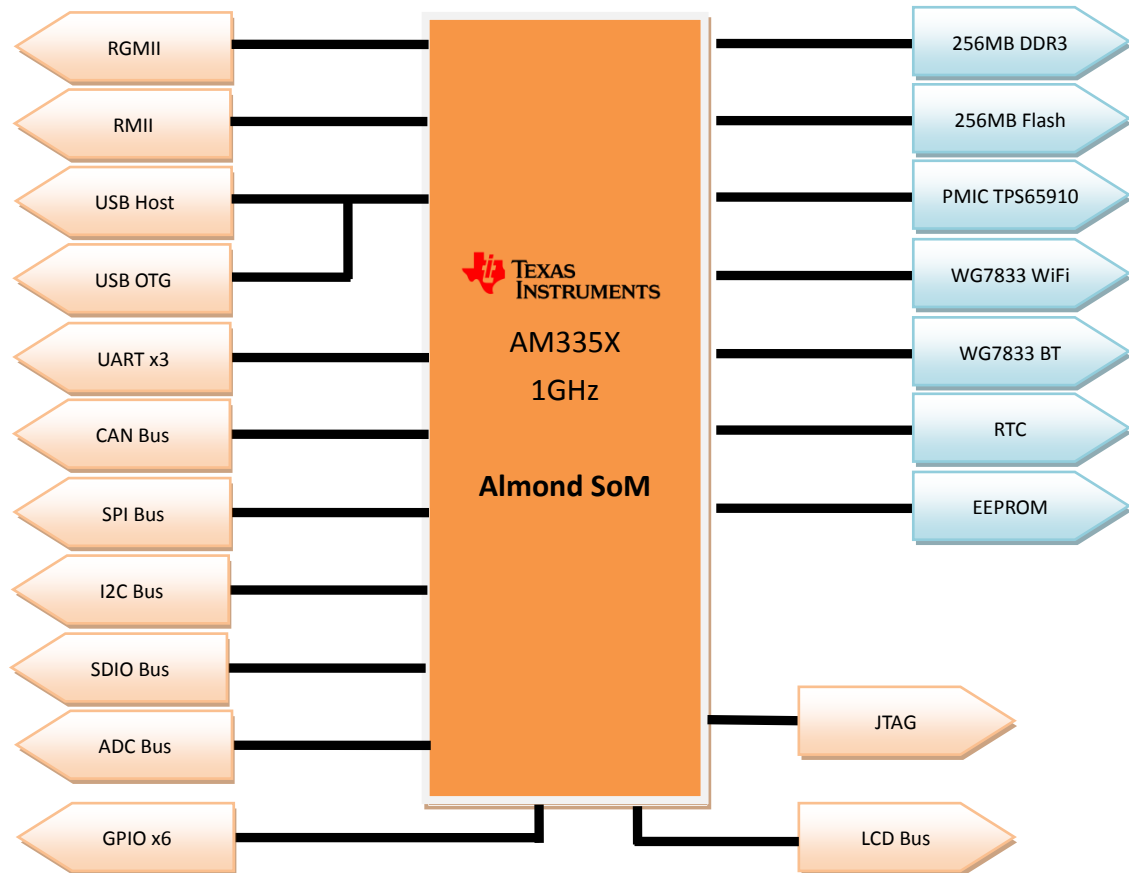 RGMII
RMII
USB Host
USB OTG
UART x3
CAN Bus
SPI Bus
I2C Bus
SDIO Bus
ADC Bus
GPIO x6
TEXAS
INSTRUMENTS
AM335X
1GHz
Almond SoM
256MB DDR3
256MB Flash
PMIC TPS65910
WG7833 WiFi
WG7833 BT
RTC
EEPROM
JTAG
LCD Bus